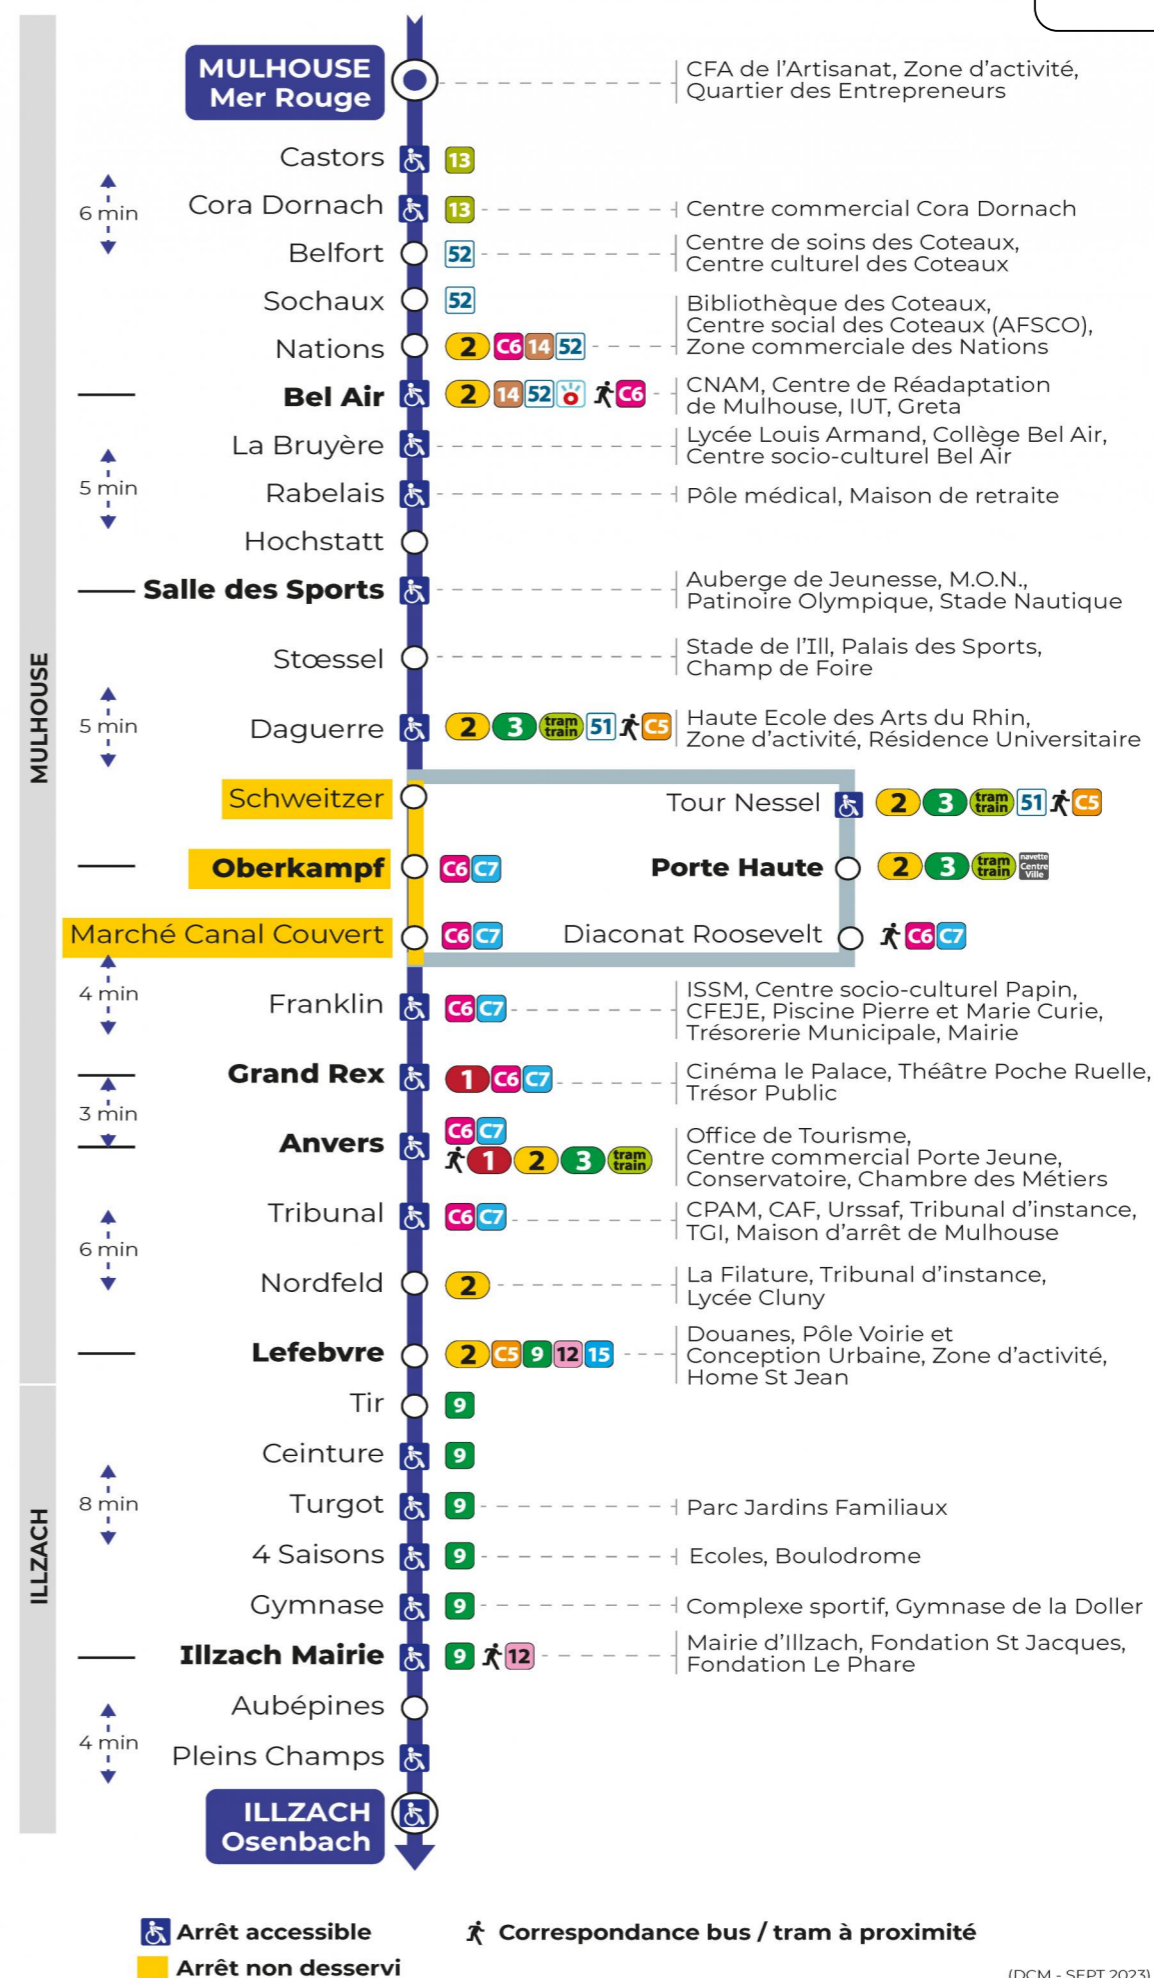 MULHOUSE
Mer Rouge
CFA de l'Artisanat, Zone d'activité,
Quartier des Entrepreneurs
Castors 13
6 min
Cora Dornach 13 Centre commercial Cora Dornach
Belfort 52
Centre de soins des Coteaux,
Centre culturel des Coteaux
Sochaux 52
Nations 2 C6 14 52
Bibliothèque des Coteaux,
Centre social des Coteaux (AFSCO),
Zone commerciale des Nations
Bel Air 2 14 52 C6
CNAM, Centre de Réadaptation
de Mulhouse, IUT, Greta
La Bruyère
Lycée Louis Armand, Collège Bel Air,
Centre socio-culturel Bel Air
5 min
Rabelais Pôle médical, Maison de retraite
Hochstatt
Salle des Sports
Auberge de Jeunesse, M.O.N.,
Patinoire Olympique, Stade Nautique
MULHOUSE
Stœssel
Stade de l'Ill, Palais des Sports,
Champ de Foire
5 min
Daguerre 2 3 tram train 51 C5
Haute Ecole des Arts du Rhin,
Zone d'activité, Résidence Universitaire
Schweitzer
Tour Nessel 2 3 tram train 51 C5
Oberkampf C6 C7
Porte Haute 2 3 tram train navette Centre Ville
Marché Canal Couvert C6 C7
Diaconat Roosevelt C6 C7
4 min
Franklin C6 C7
ISSM, Centre socio-culturel Papin,
CFEJE, Piscine Pierre et Marie Curie,
Trésorerie Municipale, Mairie
Grand Rex 1 C6 C7
Cinéma le Palace, Théâtre Poche Ruelle,
Trésor Public
3 min
Anvers C6 C7
1 2 3 tram train
Office de Tourisme,
Centre commercial Porte Jeune,
Conservatoire, Chambre des Métiers
Tribunal C6 C7
CPAM, CAF, Urssaf, Tribunal d'instance,
TGI, Maison d'arrêt de Mulhouse
6 min
Nordfeld 2
La Filature, Tribunal d'instance,
Lycée Cluny
Lefebvre 2 C5 9 12 15
Douanes, Pôle Voirie et
Conception Urbaine, Zone d'activité,
Home St Jean
Tir 9
Ceinture 9
8 min
Turgot 9 Parc Jardins Familiaux
ILLZACH
4 Saisons 9 Ecoles, Boulodrome
Gymnase 9 Complexe sportif, Gymnase de la Doller
Illzach Mairie 9 12
Mairie d'Illzach, Fondation St Jacques,
Fondation Le Phare
Aubépines
4 min
Pleins Champs
ILLZACH
Osenbach
Arrêt accessible
Correspondance bus / tram à proximité
Arrêt non desservi
(DCM - SEPT 2023)